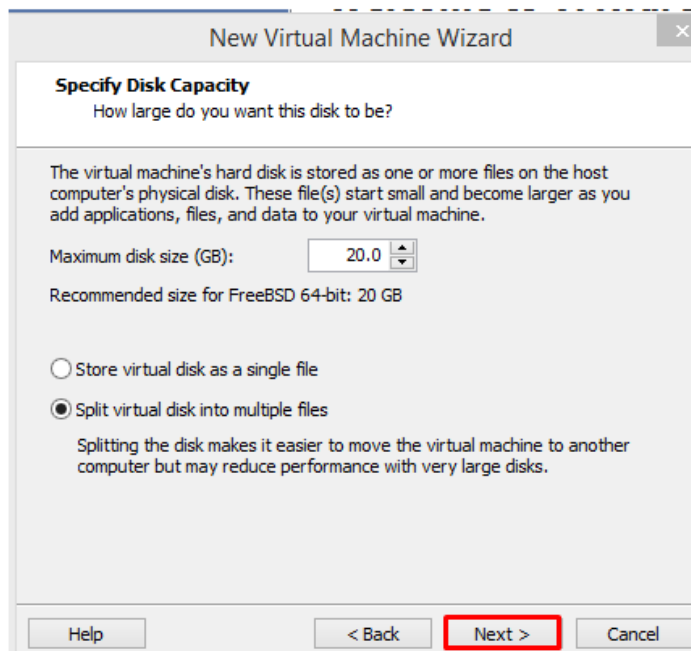 New Virtual Machine Wizard
Specify Disk Capacity
How large do you want this disk to be?
The virtual machine's hard disk is stored as one or more files on the host
computer's physical disk. These file(s) start small and become larger as you
add applications, files, and data to your virtual machine.
Maximum disk size (GB): 20.0
Recommended size for FreeBSD 64-bit: 20 GB
Store virtual disk as a single file
Split virtual disk into multiple files
Splitting the disk makes it easier to move the virtual machine to another
computer but may reduce performance with very large disks.
Help < Back Next > Cancel